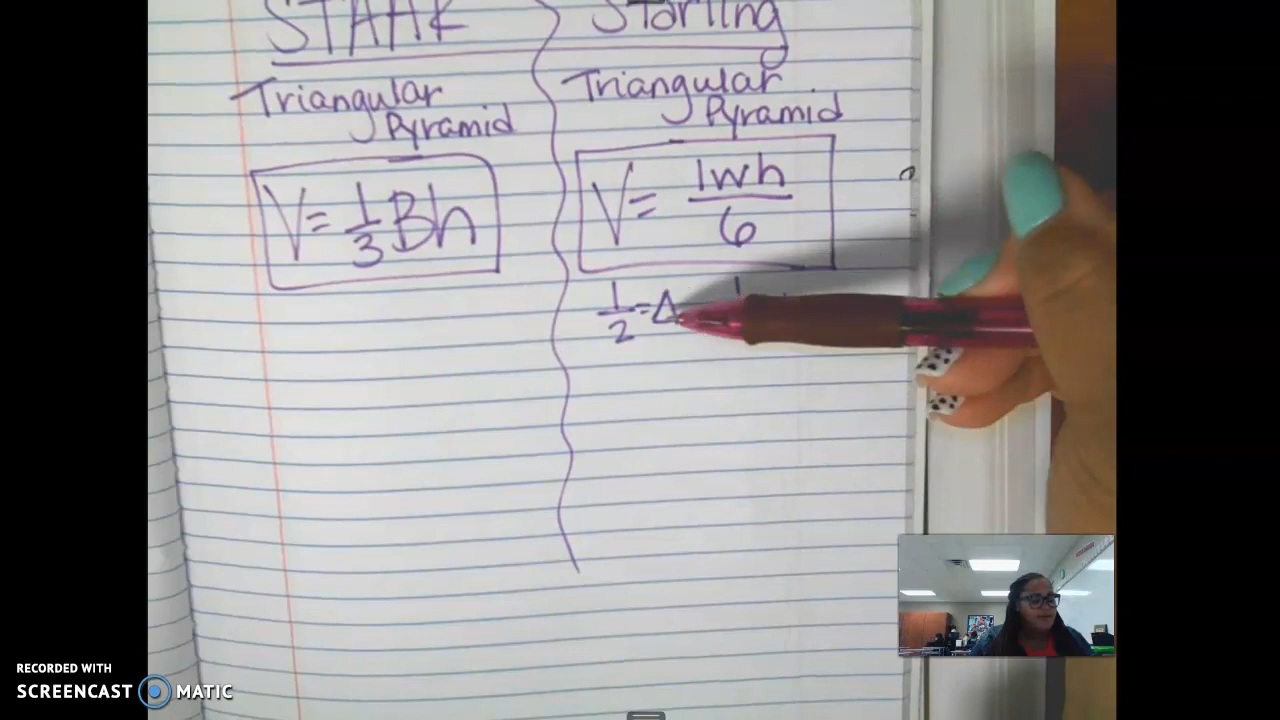 STAAR
Triangular
Pyramid
V = 1/3 Bh
Starling
Triangular
Pyramid
V = lwh/6
1/2 = Δ
RECORDED WITH
SCREENCAST MATIC